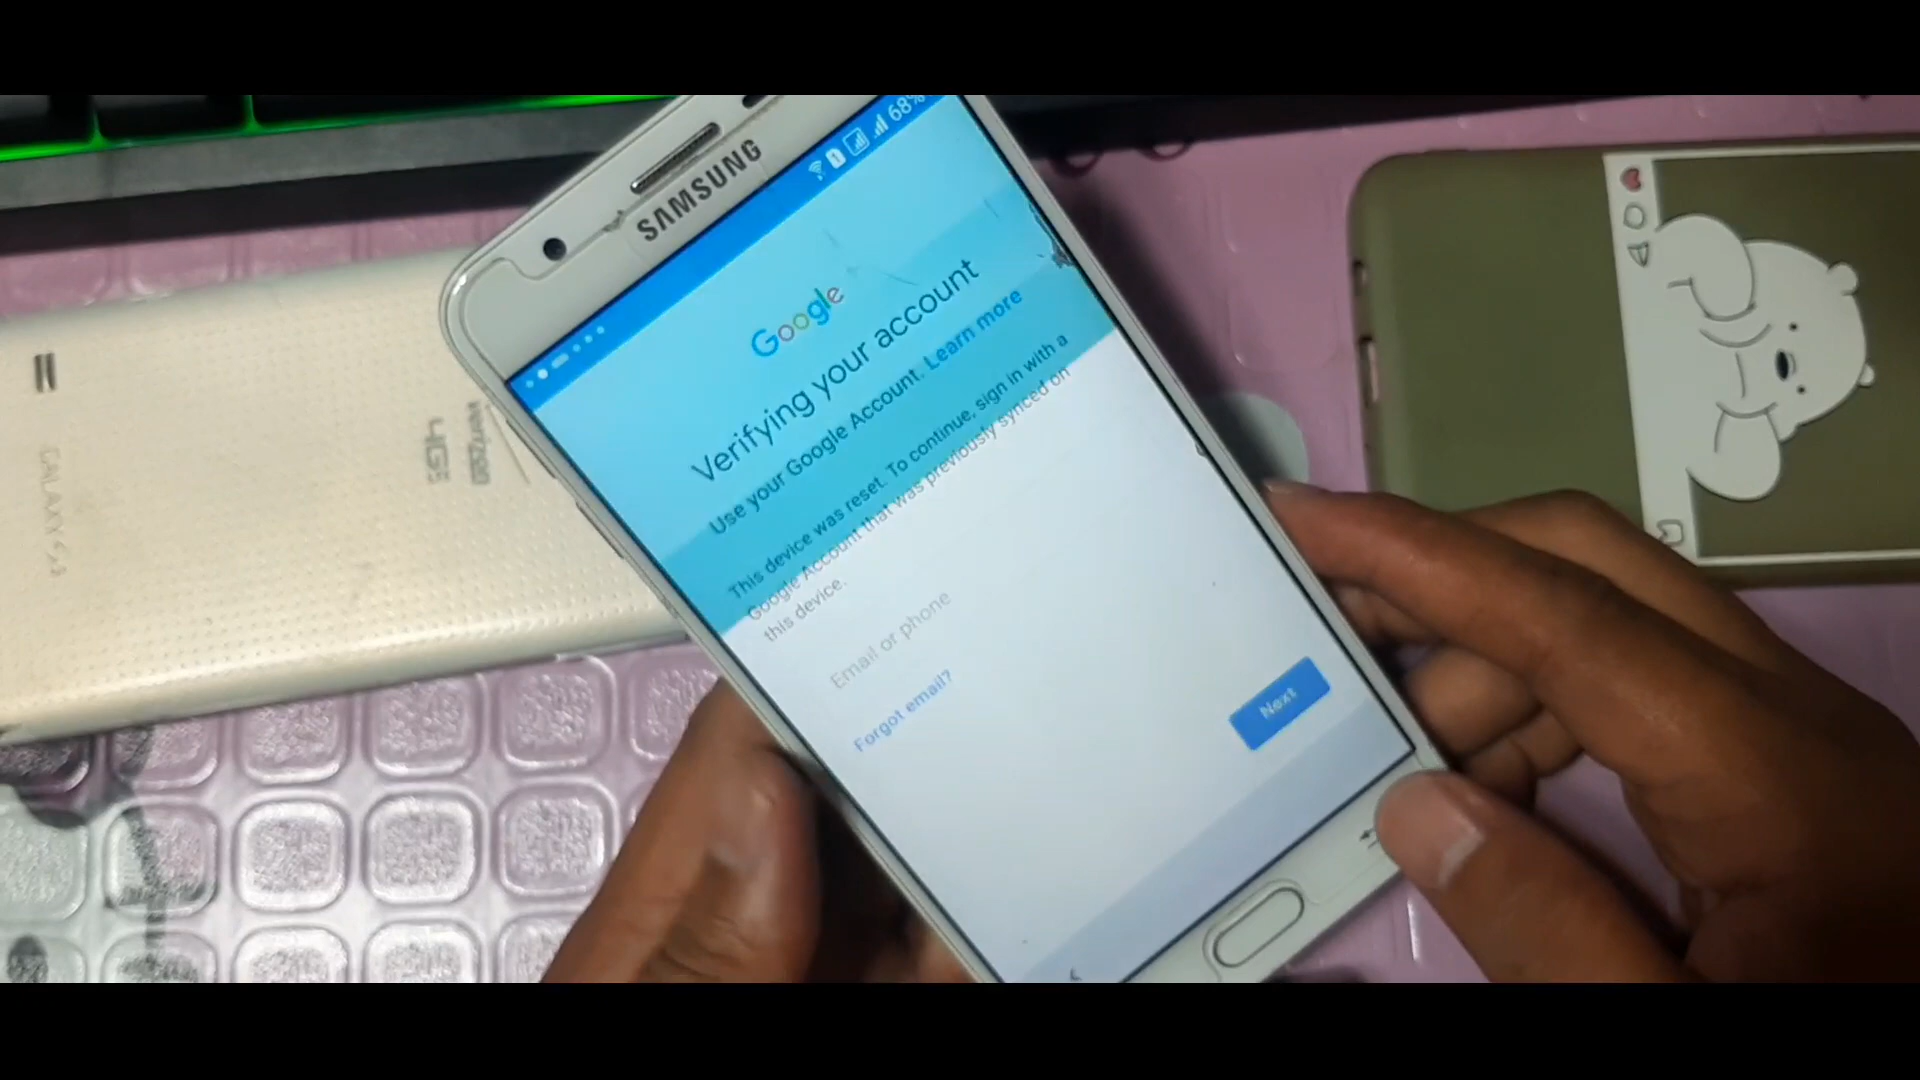 SAMSUNG
1
68%
Google
Verifying your account
Use your Google Account. Learn more
This device was reset. To continue, sign in with a
Google Account that was previously synced on
this device.
Email or phone
Forgot email?
Next
verizon
4G
GALAXY S5